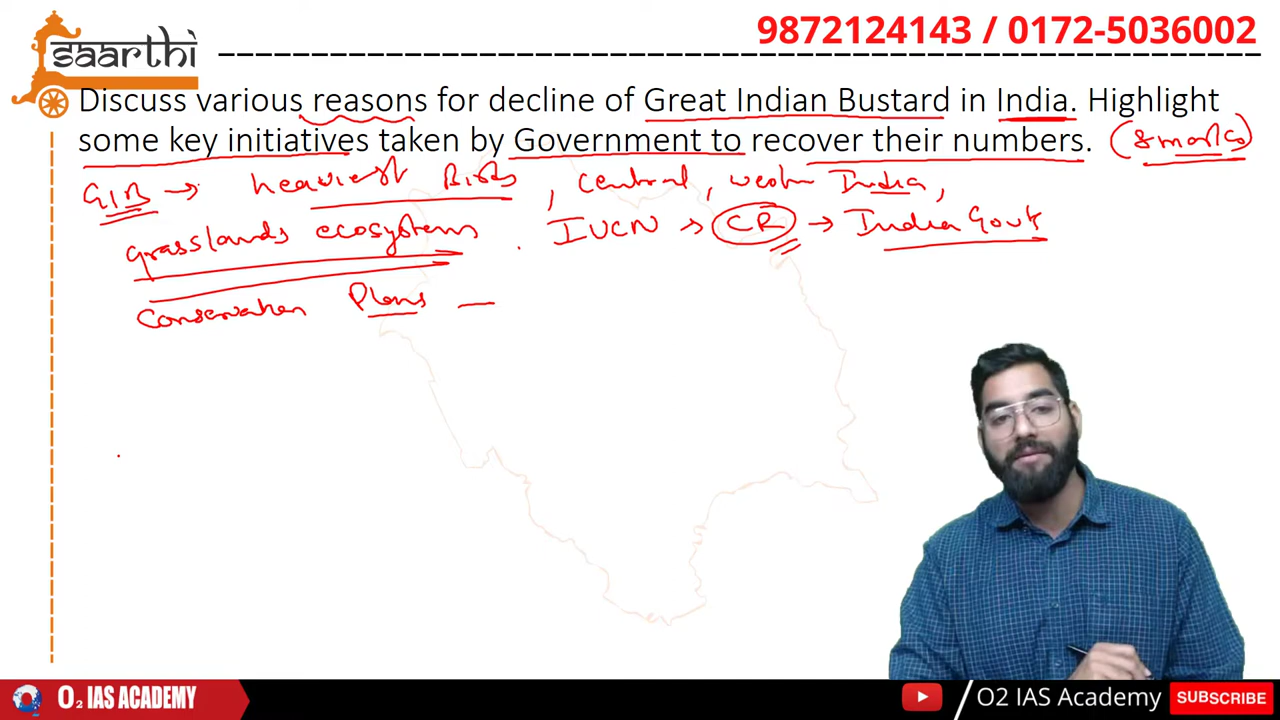 saarthi
9872124143 / 0172-5036002
Discuss various reasons for decline of Great Indian Bustard in India. Highlight
some key initiatives taken by Government to recover their numbers. (8 marks)
GIB → heaviest Birds, central, western India,
grasslands ecosystems. IUCN → CR → India Govt
Conservation Plans —
O2 IAS ACADEMY
O2 IAS Academy SUBSCRIBE